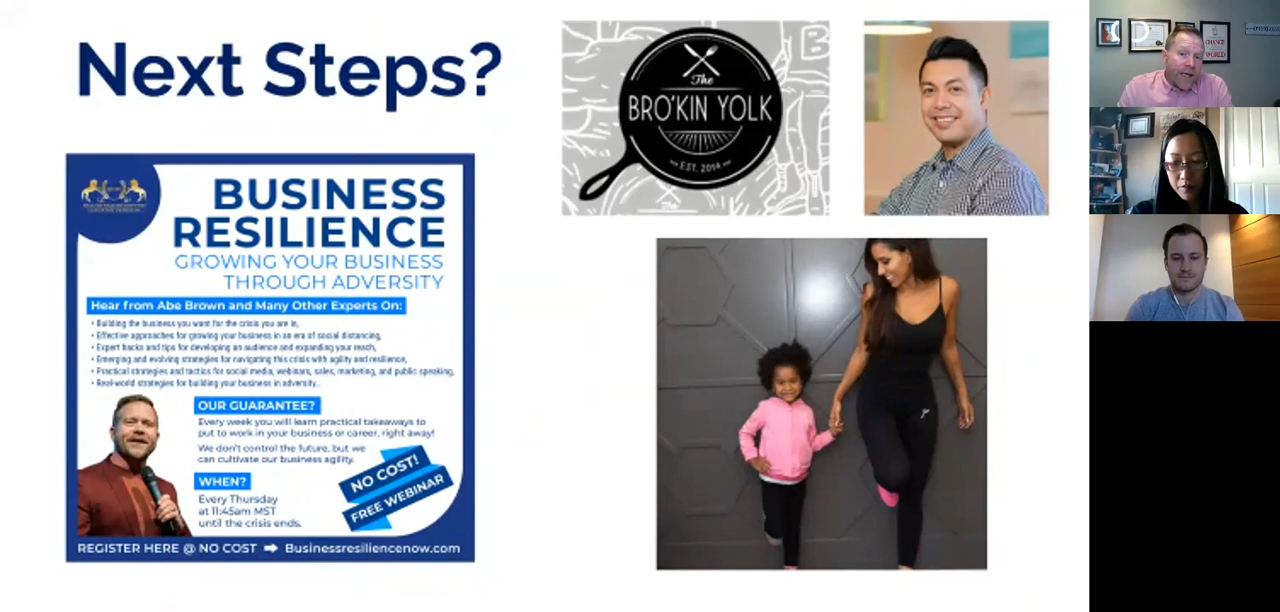 Next Steps?
BUSINESS
RESILIENCE
GROWING YOUR BUSINESS
THROUGH ADVERSITY
Hear from Abe Brown and Many Other Experts On:
• Building the business you want for the crisis you are in,
• Effective approaches for growing your business in an era of social distancing,
• Expert hacks and tips for developing an audience and expanding your reach,
• Emerging and evolving strategies for navigating this crisis with agility and resilience,
• Practical strategies and tactics for social media, webinars, sales, marketing, and public speaking,
• Real-world strategies for building your business in adversity..
OUR GUARANTEE?
Every week you will learn practical takeaways to
put to work in your business or career, right away!
We don't control the future, but we
can cultivate our business agility.
NO COST!
FREE WEBINAR
WHEN?
Every Thursday
at 11:45am MST
until the crisis ends.
REGISTER HERE @ NO COST ➡ Businessresiliencenow.com
The
BRO'KIN YOLK
EST. 2014
B
The
CHANGE
WORLD